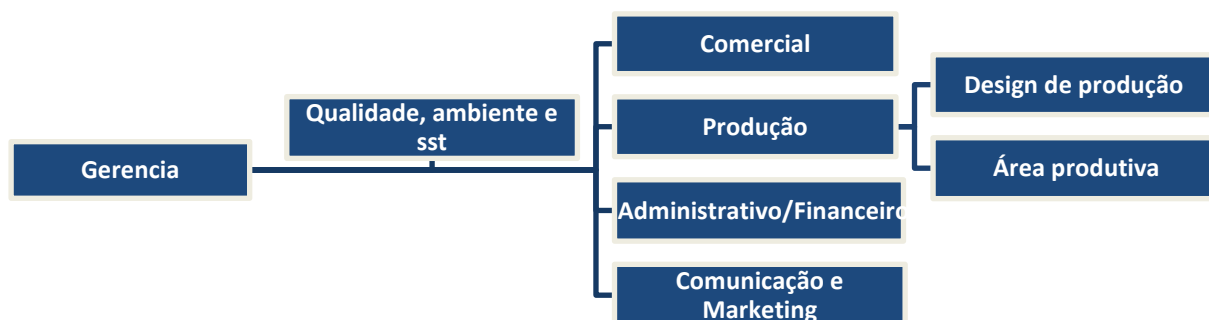 Comercial
Design de produção
Qualidade, ambiente e
sst
Produção
Gerencia
Área produtiva
Administrativo/Financeiro
Comunicação e
Marketing